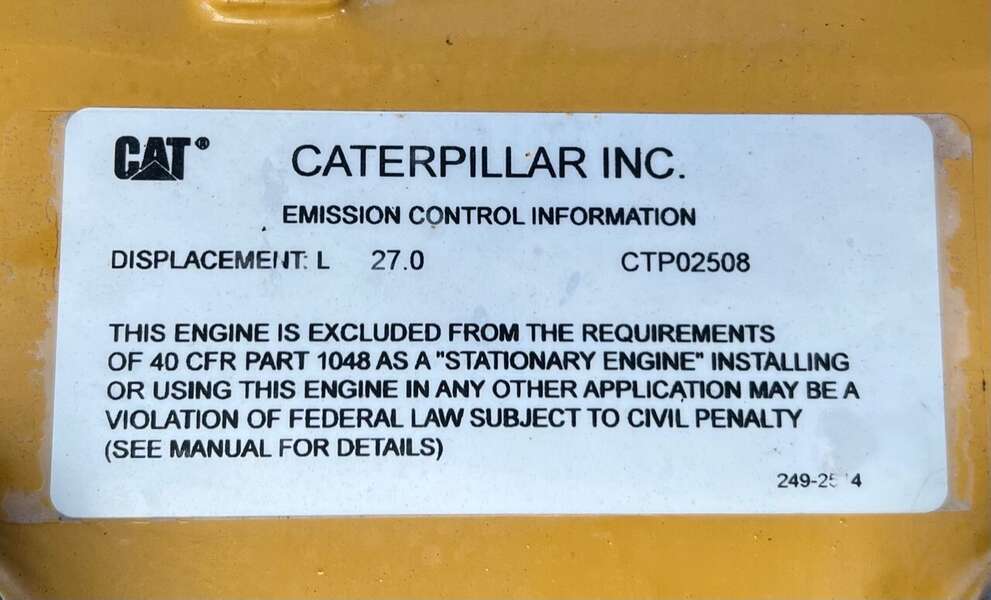 CAT®
CATERPILLAR INC.
EMISSION CONTROL INFORMATION
DISPLACEMENT: L 27.0 CTP02508
THIS ENGINE IS EXCLUDED FROM THE REQUIREMENTS
OF 40 CFR PART 1048 AS A "STATIONARY ENGINE" INSTALLING
OR USING THIS ENGINE IN ANY OTHER APPLICATION MAY BE A
VIOLATION OF FEDERAL LAW SUBJECT TO CIVIL PENALTY
(SEE MANUAL FOR DETAILS)